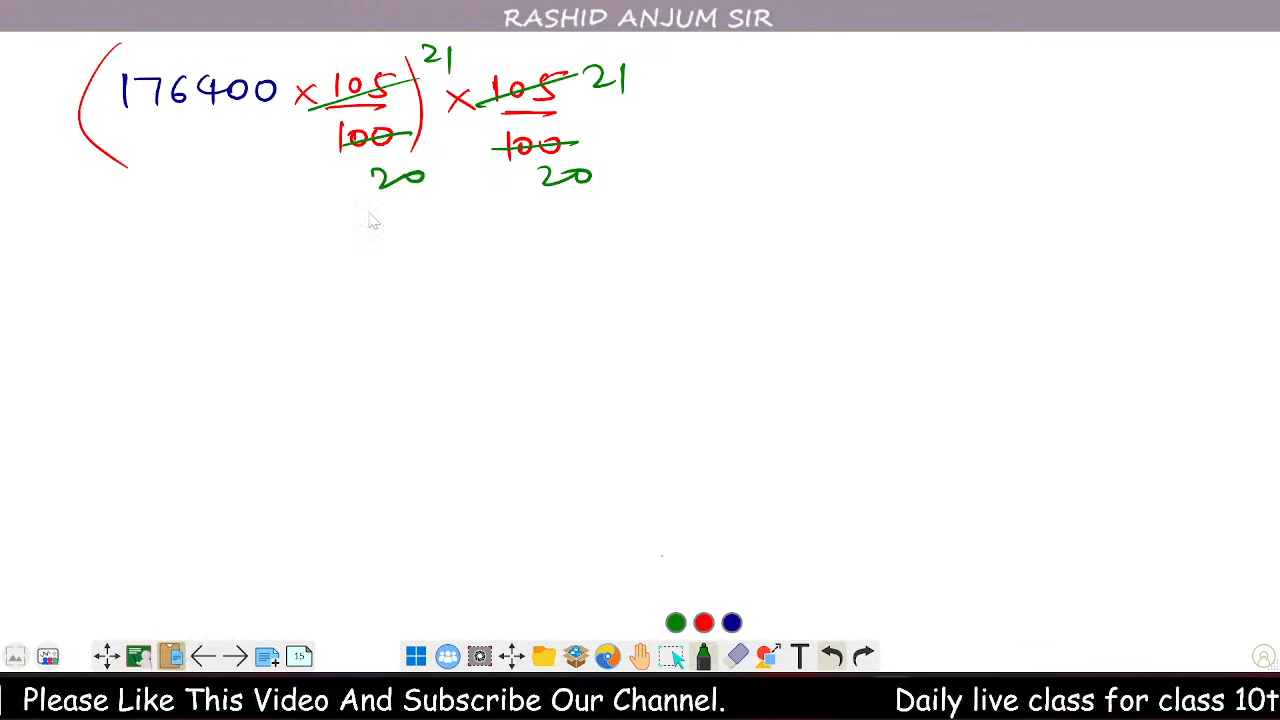 RASHID ANJUM SIR
21
(176400 × 105) × 105 21
100 100
20 20
15
T
Please Like This Video And Subscribe Our Channel. Daily live class for class 10t